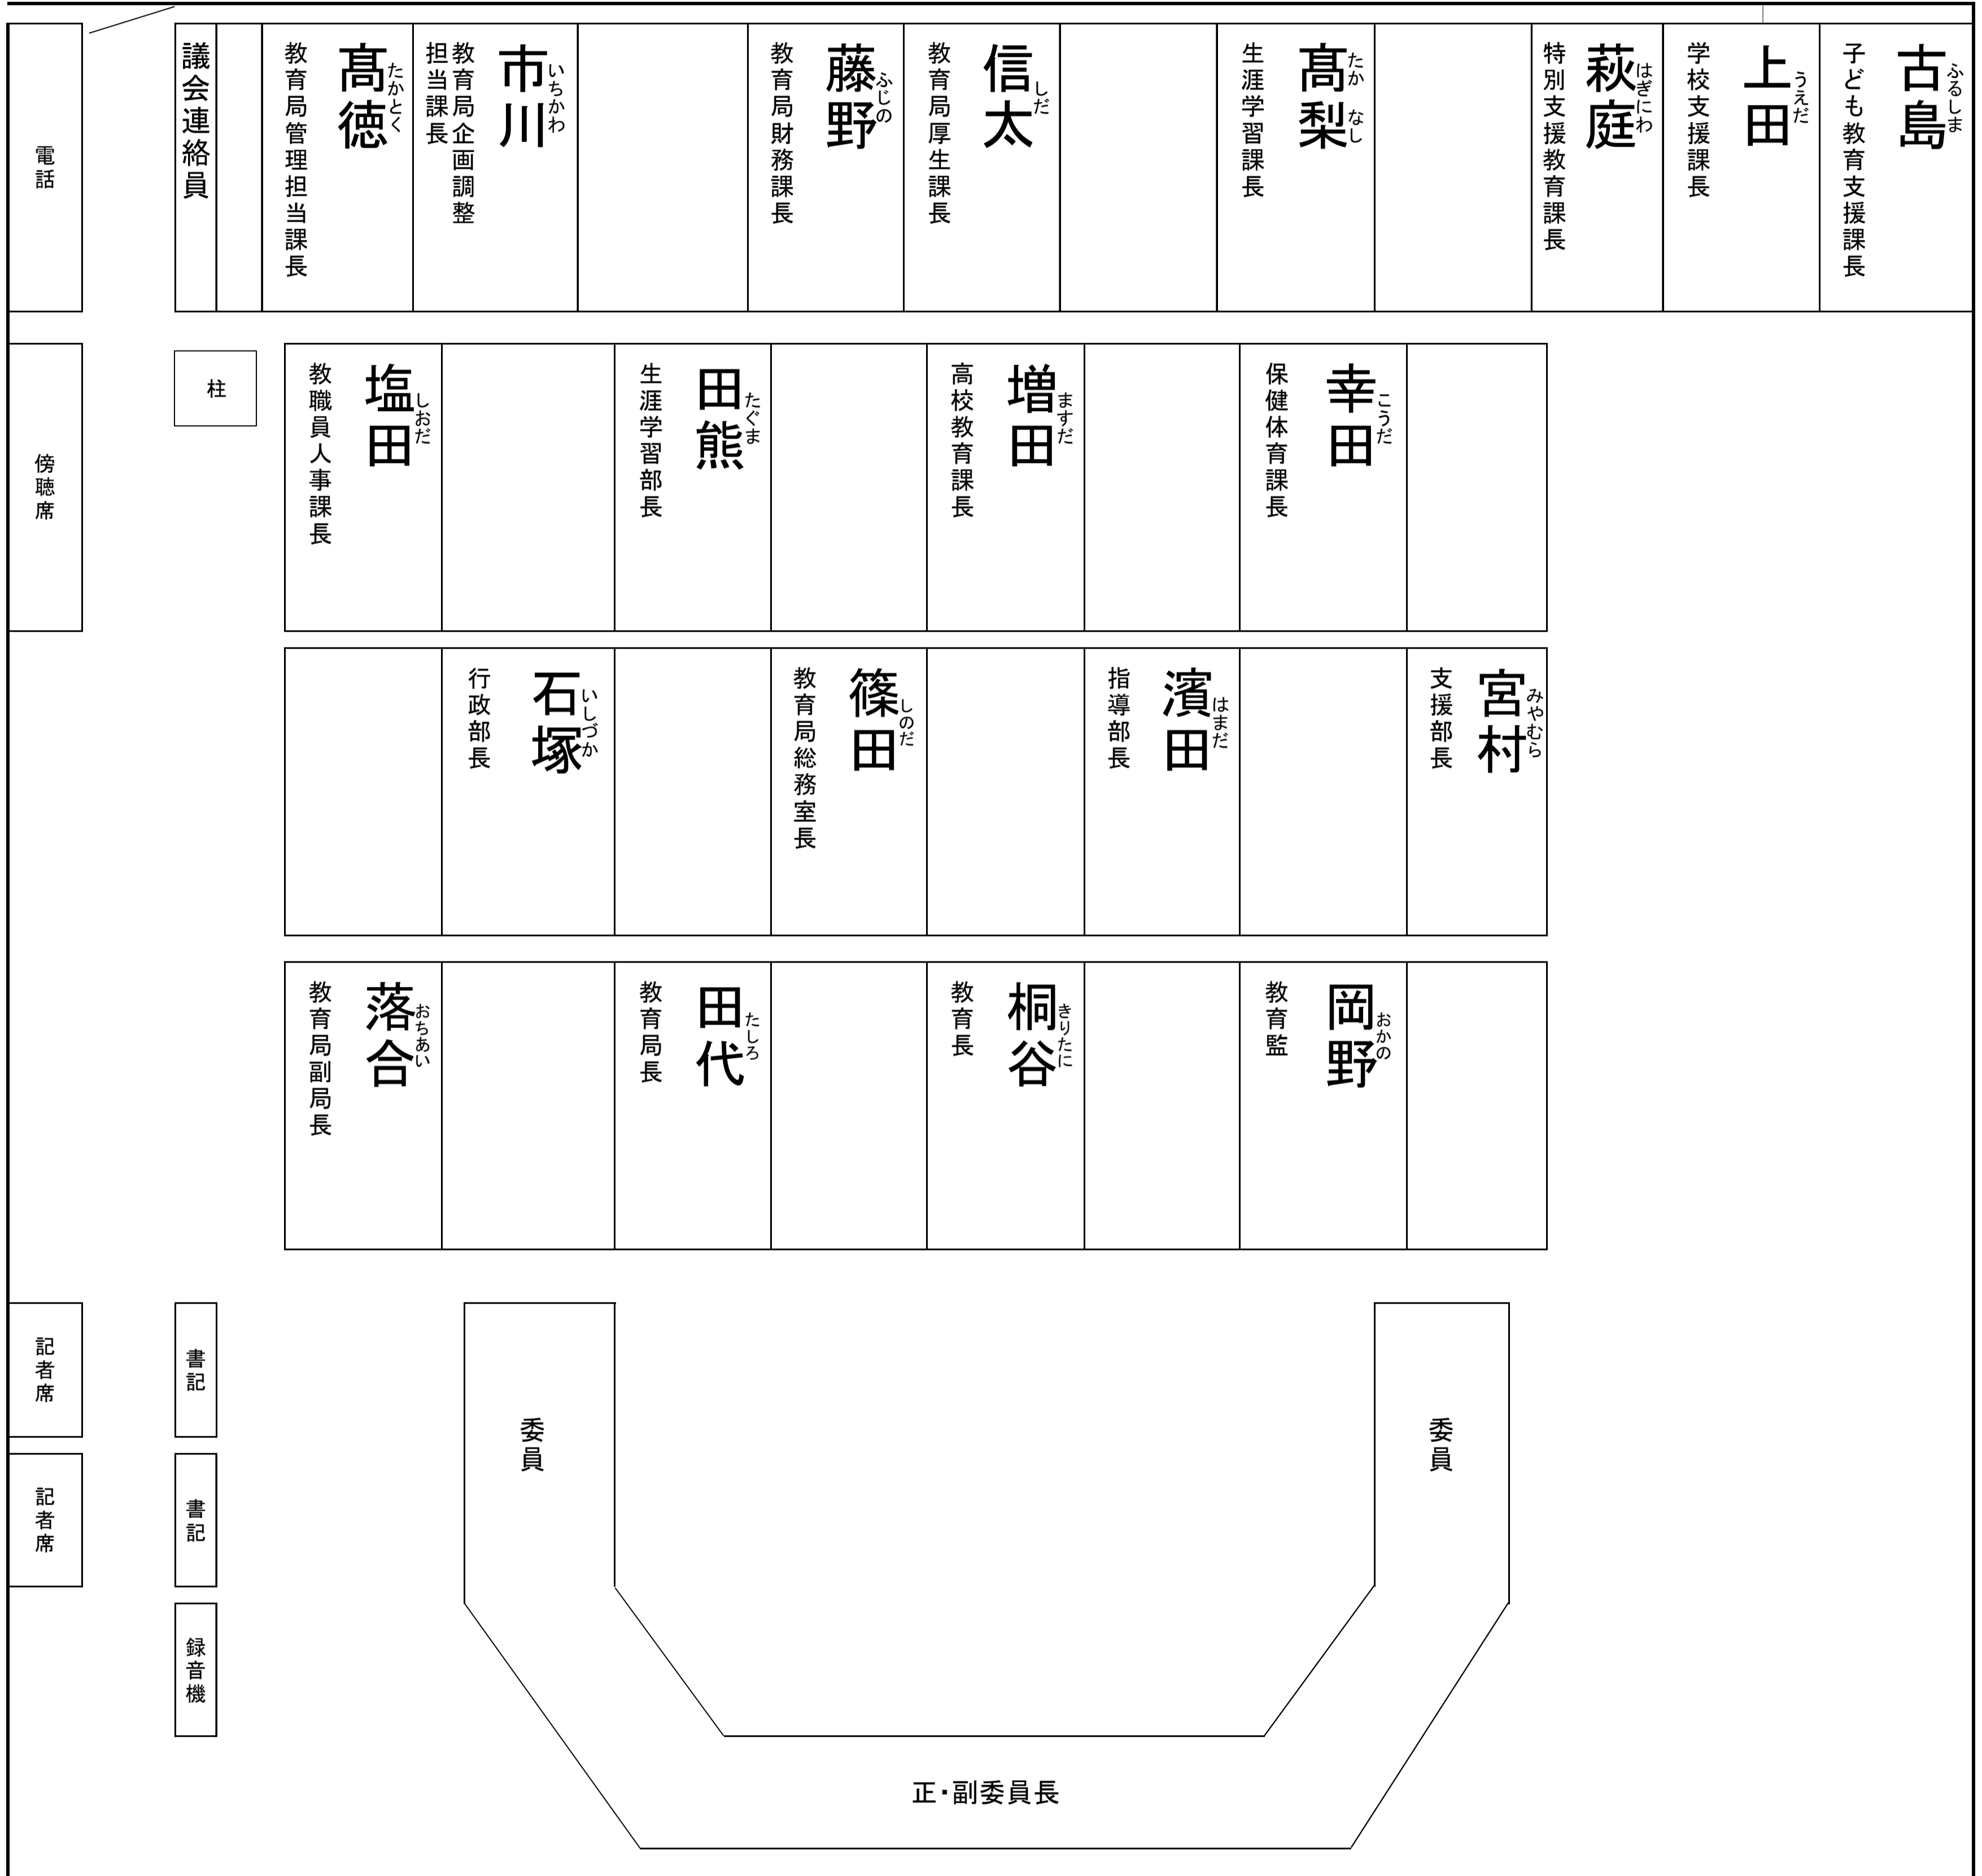 電話
議会連絡員
髙徳
たかとく
教育局管理担当課長
市川
いちかわ
教育局企画調整
担当課長
藤野
ふじの
教育局財務課長
信太
しだ
教育局厚生課長
髙梨
たか なし
生涯学習課長
萩庭
はぎにわ
特別支援教育課長
上田
うえだ
学校支援課長
古島
ふるしま
子ども教育支援課長
傍聴席
柱
塩田
しおだ
教職員人事課長
田熊
たぐま
生涯学習部長
増田
ますだ
高校教育課長
幸田
こうだ
保健体育課長
石塚
いしづか
行政部長
篠田
しのだ
教育局総務室長
濱田
はまだ
指導部長
宮村
みやむら
支援部長
落合
おちあい
教育局副局長
田代
たしろ
教育局長
桐谷
きりたに
教育長
岡野
おかの
教育監
記者席
書記
委員
委員
記者席
書記
録音機
正・副委員長